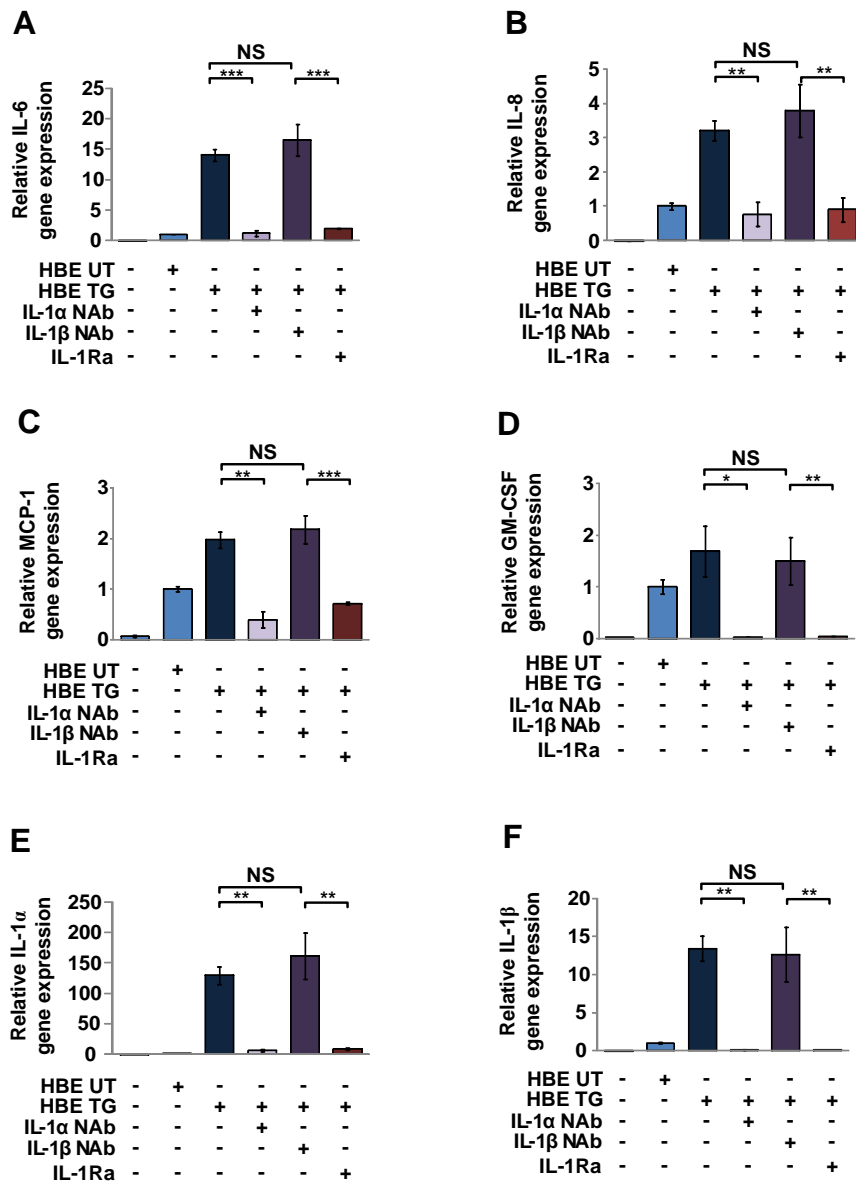 A
NS
*** ***
Relative IL-6
gene expression
25
20
15
10
5
0
HBE UT - + - - - -
HBE TG - - + + + +
IL-1α NAb - - - + - -
IL-1β NAb - - - - + -
IL-1Ra - - - - - +
B
NS
** **
Relative IL-8
gene expression
5
4
3
2
1
0
HBE UT - + - - - -
HBE TG - - + + + +
IL-1α NAb - - - + - -
IL-1β NAb - - - - + -
IL-1Ra - - - - - +
C
NS
** ***
Relative MCP-1
gene expression
3
2
1
0
HBE UT - + - - - -
HBE TG - - + + + +
IL-1α NAb - - - + - -
IL-1β NAb - - - - + -
IL-1Ra - - - - - +
D
NS
* **
Relative GM-CSF
gene expression
3
2
1
0
HBE UT - + - - - -
HBE TG - - + + + +
IL-1α NAb - - - + - -
IL-1β NAb - - - - + -
IL-1Ra - - - - - +
E
NS
** **
Relative IL-1α
gene expression
250
200
150
100
50
0
HBE UT - + - - - -
HBE TG - - + + + +
IL-1α NAb - - - + - -
IL-1β NAb - - - - + -
IL-1Ra - - - - - +
F
NS
** **
Relative IL-1β
gene expression
20
15
10
5
0
HBE UT - + - - - -
HBE TG - - + + + +
IL-1α NAb - - - + - -
IL-1β NAb - - - - + -
IL-1Ra - - - - - +